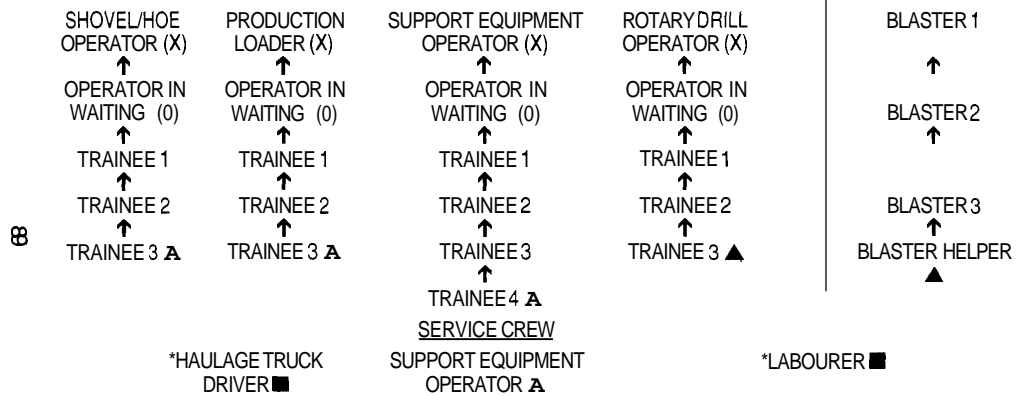 SHOVEL/HOE
OPERATOR (X)
↑
OPERATOR IN
WAITING (0)
↑
TRAINEE 1
↑
TRAINEE 2
↑
TRAINEE 3 A
PRODUCTION
LOADER (X)
↑
OPERATOR IN
WAITING (0)
↑
TRAINEE 1
↑
TRAINEE 2
↑
TRAINEE 3 A
SUPPORT EQUIPMENT
OPERATOR (X)
↑
OPERATOR IN
WAITING (0)
↑
TRAINEE 1
↑
TRAINEE 2
↑
TRAINEE 3
↑
TRAINEE 4 A
SERVICE CREW
SUPPORT EQUIPMENT
OPERATOR A
ROTARY DRILL
OPERATOR (X)
↑
OPERATOR IN
WAITING (0)
↑
TRAINEE 1
↑
TRAINEE 2
↑
TRAINEE 3 ▲
BLASTER 1
↑
BLASTER 2
↑
BLASTER 3
↑
BLASTER HELPER
▲
*HAULAGE TRUCK
DRIVER ■
*LABOURER ■